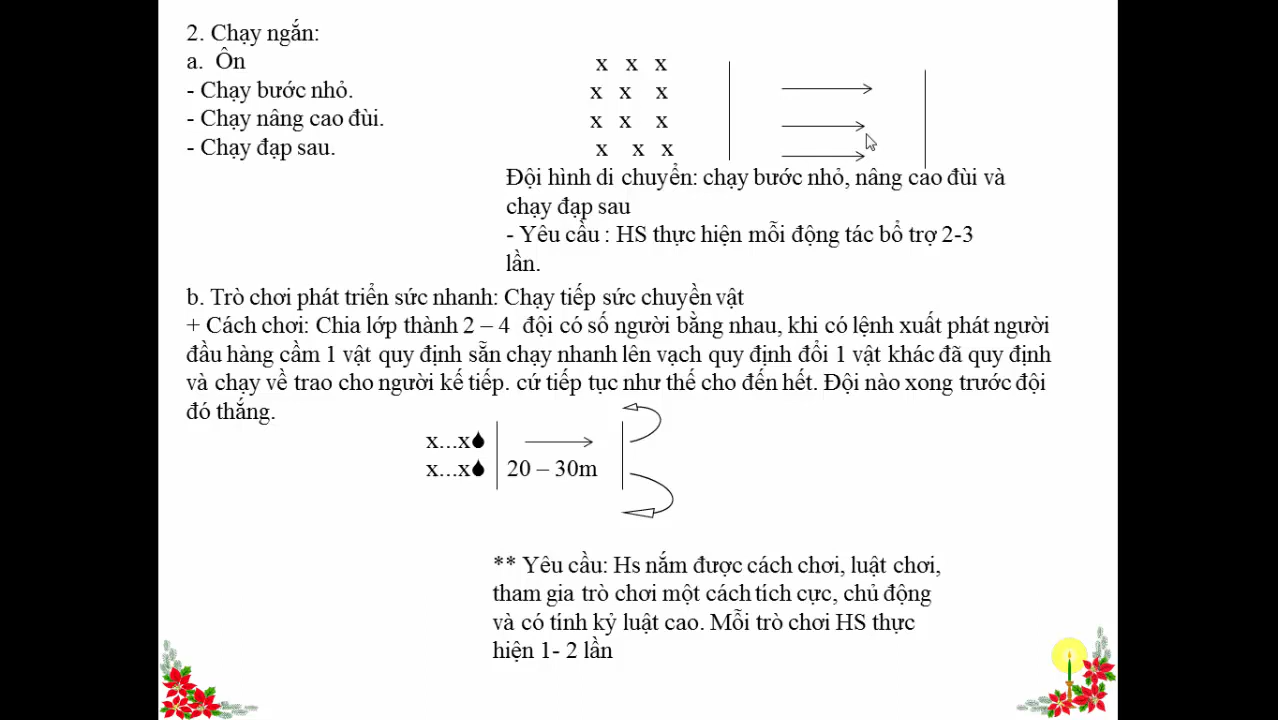 2. Chạy ngắn:
a. Ôn
- Chạy bước nhỏ.
- Chạy nâng cao đùi.
- Chạy đạp sau.
x x x
x x x
x x x
x x x
Đội hình di chuyển: chạy bước nhỏ, nâng cao đùi và
chạy đạp sau
- Yêu cầu : HS thực hiện mỗi động tác bổ trợ 2-3
lần.
b. Trò chơi phát triển sức nhanh: Chạy tiếp sức chuyền vật
+ Cách chơi: Chia lớp thành 2 – 4 đội có số người bằng nhau, khi có lệnh xuất phát người
đầu hàng cầm 1 vật quy định sẵn chạy nhanh lên vạch quy định đổi 1 vật khác đã quy định
và chạy về trao cho người kế tiếp. cứ tiếp tục như thế cho đến hết. Đội nào xong trước đội
đó thắng.
x...x
x...x 20 – 30m
** Yêu cầu: Hs nắm được cách chơi, luật chơi,
tham gia trò chơi một cách tích cực, chủ động
và có tính kỷ luật cao. Mỗi trò chơi HS thực
hiện 1- 2 lần